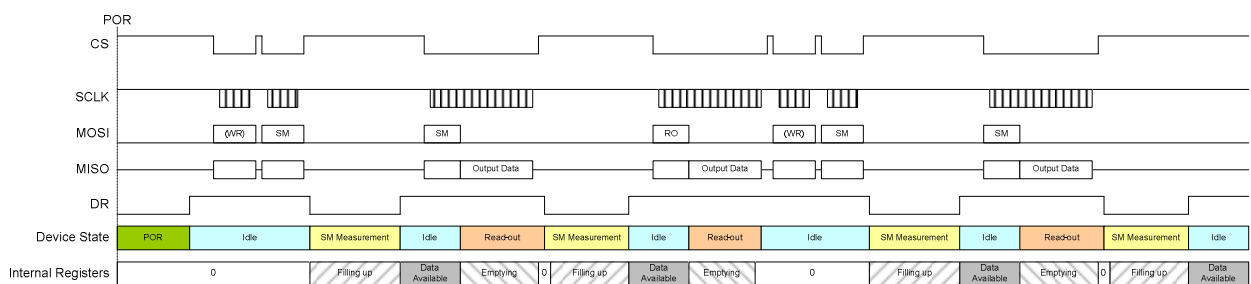 POR
CS
SCLK
MOSI (WR) SM SM RO (WR) SM SM
MISO Output Data Output Data Output Data
DR
Device State POR Idle SM Measurement Idle Read-out SM Measurement Idle Read-out Idle SM Measurement Idle Read-out SM Measurement Idle
Internal Registers 0 Filling up Data Available Emptying 0 Filling up Data Available Emptying 0 Filling up Data Available Emptying 0 Filling up Data Available